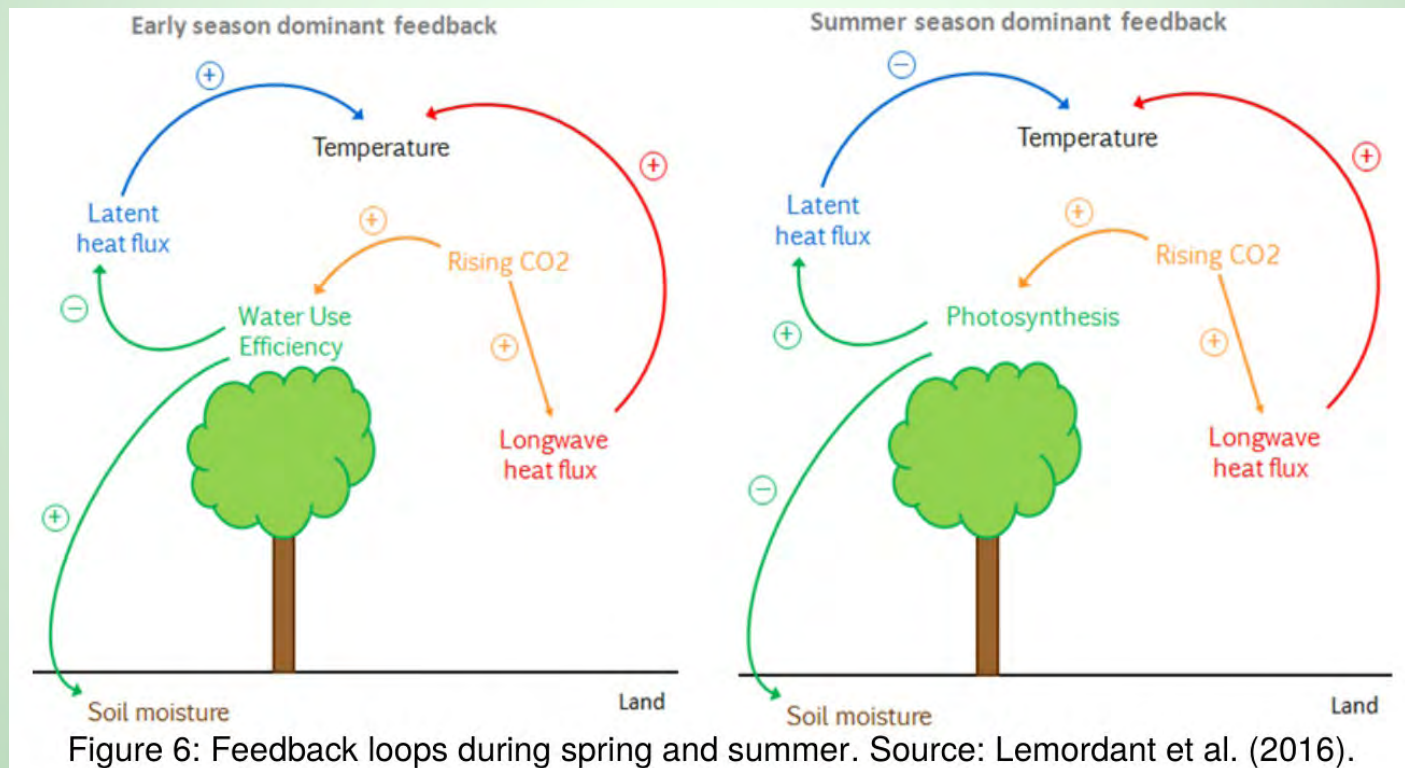 Early season dominant feedback
+
Temperature
+
Latent
heat flux
+
Rising CO2
−
Water Use
Efficiency
+
Longwave
heat flux
+
Soil moisture
Land
Summer season dominant feedback
−
Temperature
+
Latent
heat flux
+
Rising CO2
+
Photosynthesis
+
Longwave
heat flux
−
Soil moisture
Land
Figure 6: Feedback loops during spring and summer. Source: Lemordant et al. (2016).